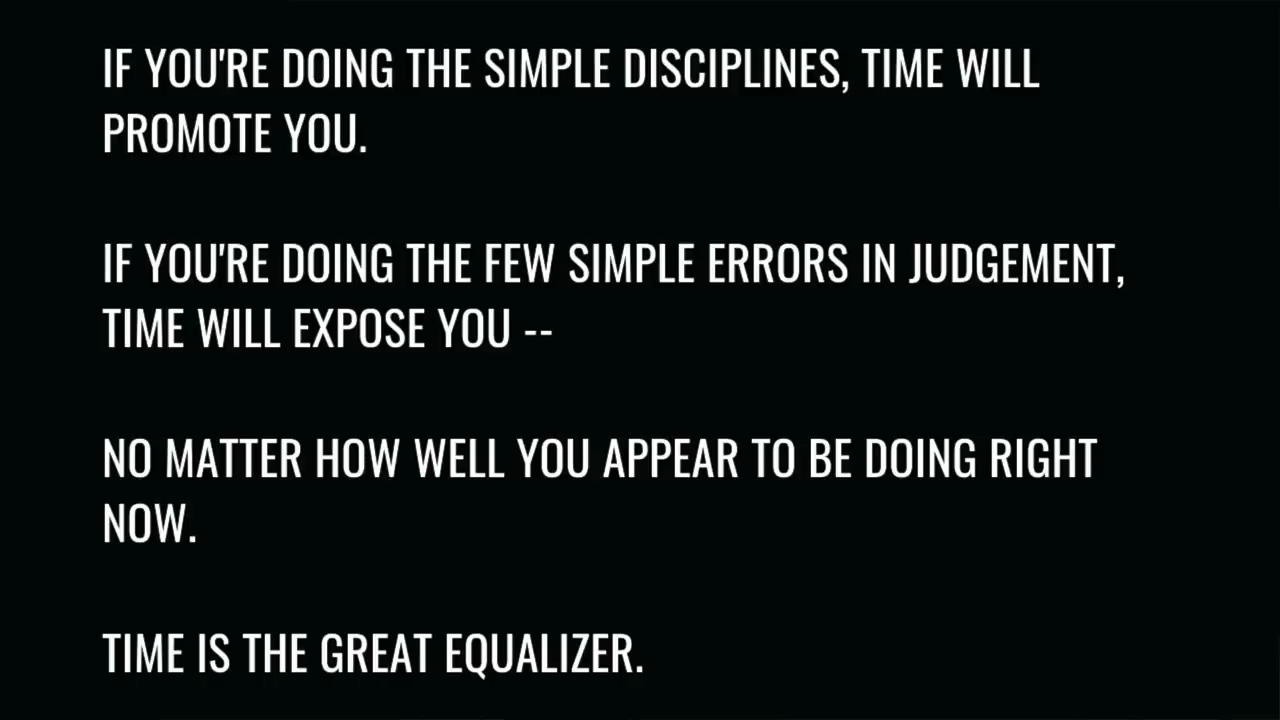 IF YOU'RE DOING THE SIMPLE DISCIPLINES, TIME WILL
PROMOTE YOU.
IF YOU'RE DOING THE FEW SIMPLE ERRORS IN JUDGEMENT,
TIME WILL EXPOSE YOU --
NO MATTER HOW WELL YOU APPEAR TO BE DOING RIGHT
NOW.
TIME IS THE GREAT EQUALIZER.